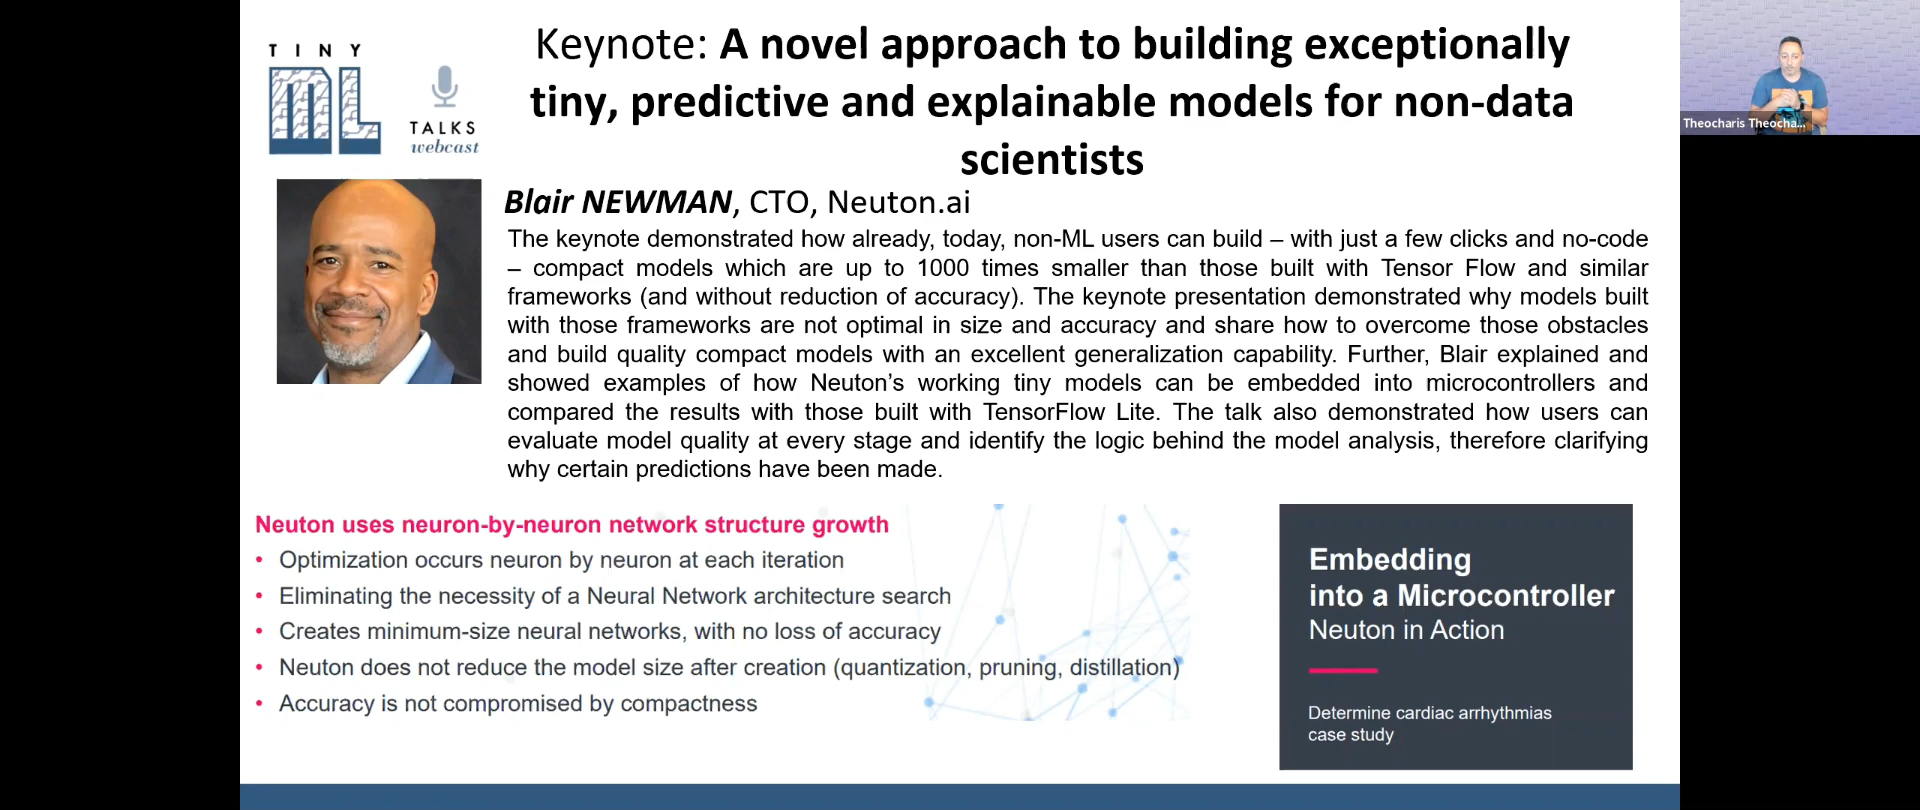 TINY
ML
TALKS
webcast
Keynote: A novel approach to building exceptionally
tiny, predictive and explainable models for non-data
scientists
Blair NEWMAN, CTO, Neuton.ai
The keynote demonstrated how already, today, non-ML users can build – with just a few clicks and no-code
– compact models which are up to 1000 times smaller than those built with Tensor Flow and similar
frameworks (and without reduction of accuracy). The keynote presentation demonstrated why models built
with those frameworks are not optimal in size and accuracy and share how to overcome those obstacles
and build quality compact models with an excellent generalization capability. Further, Blair explained and
showed examples of how Neuton’s working tiny models can be embedded into microcontrollers and
compared the results with those built with TensorFlow Lite. The talk also demonstrated how users can
evaluate model quality at every stage and identify the logic behind the model analysis, therefore clarifying
why certain predictions have been made.
Neuton uses neuron-by-neuron network structure growth
• Optimization occurs neuron by neuron at each iteration
• Eliminating the necessity of a Neural Network architecture search
• Creates minimum-size neural networks, with no loss of accuracy
• Neuton does not reduce the model size after creation (quantization, pruning, distillation)
• Accuracy is not compromised by compactness
Embedding
into a Microcontroller
Neuton in Action
Determine cardiac arrhythmias
case study
Theocharis Theocha...